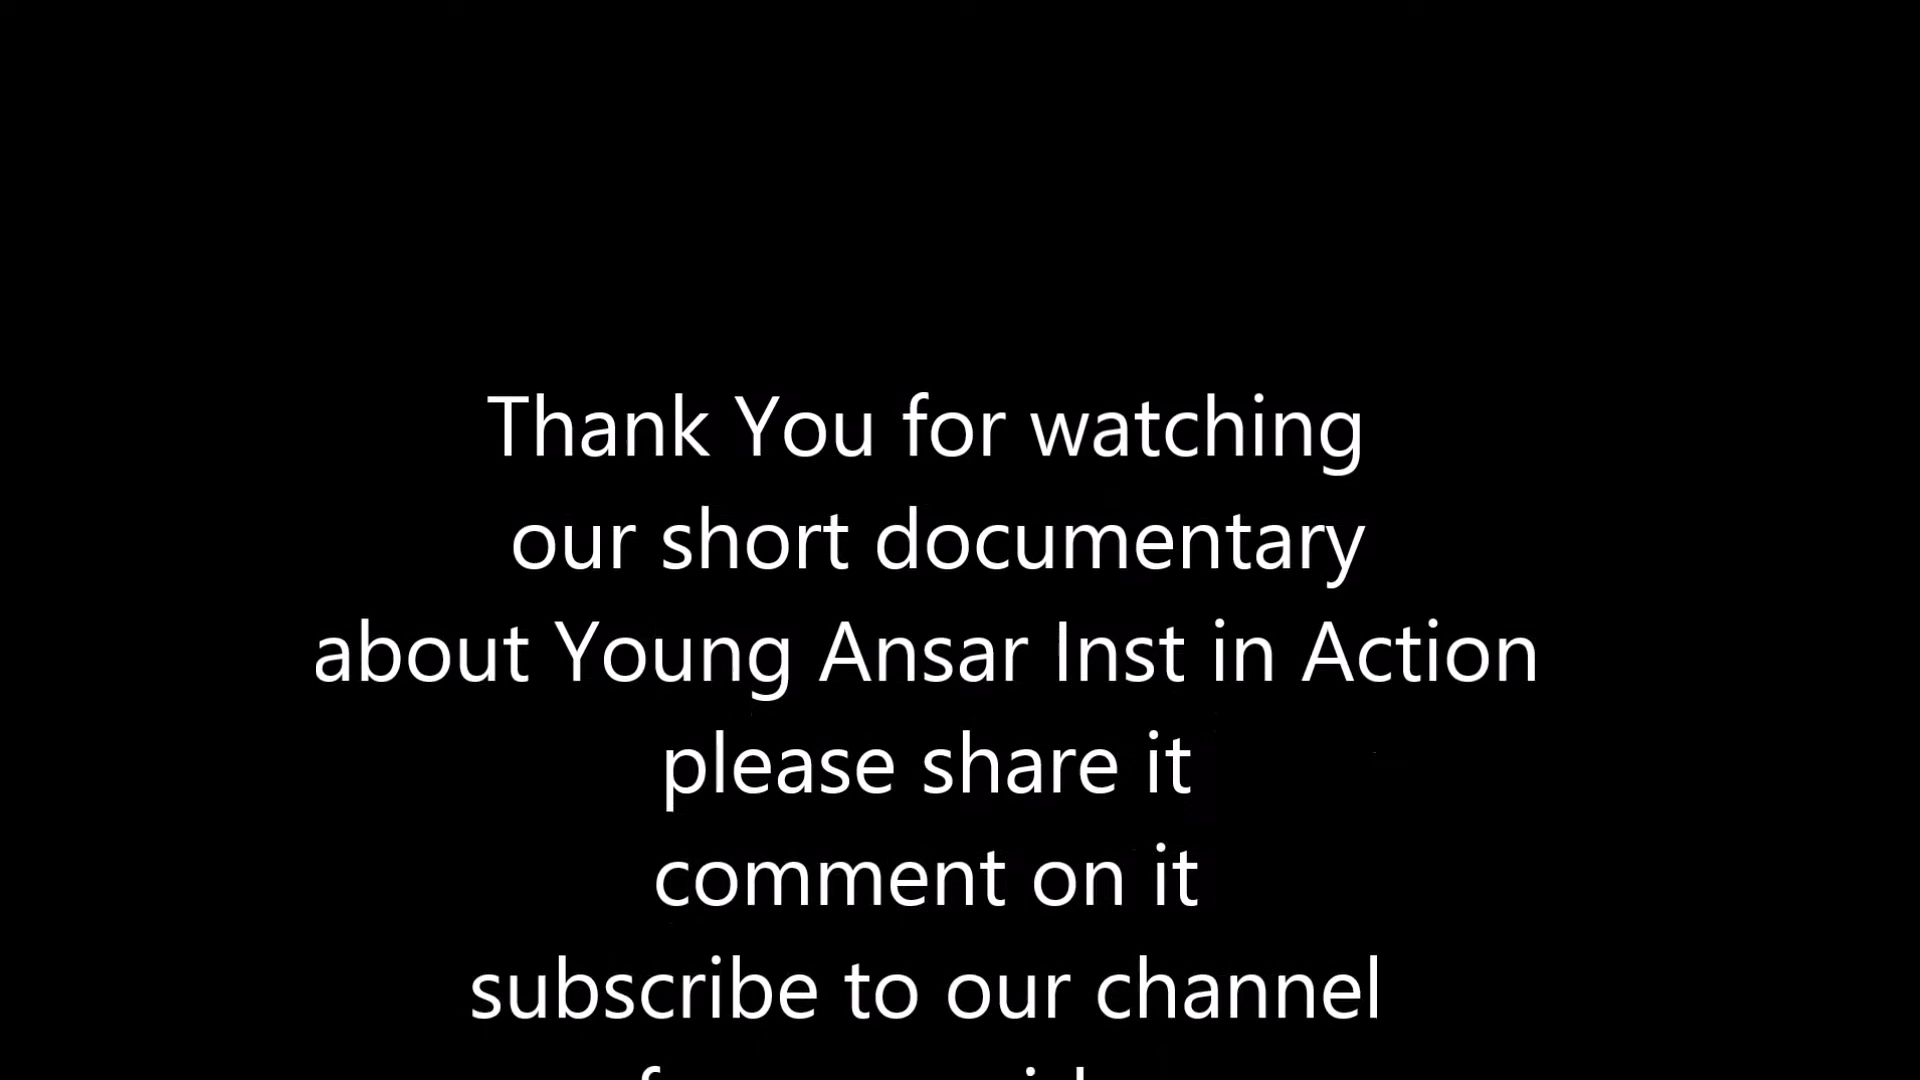 Thank You for watching
our short documentary
about Young Ansar Inst in Action
please share it
comment on it
subscribe to our channel